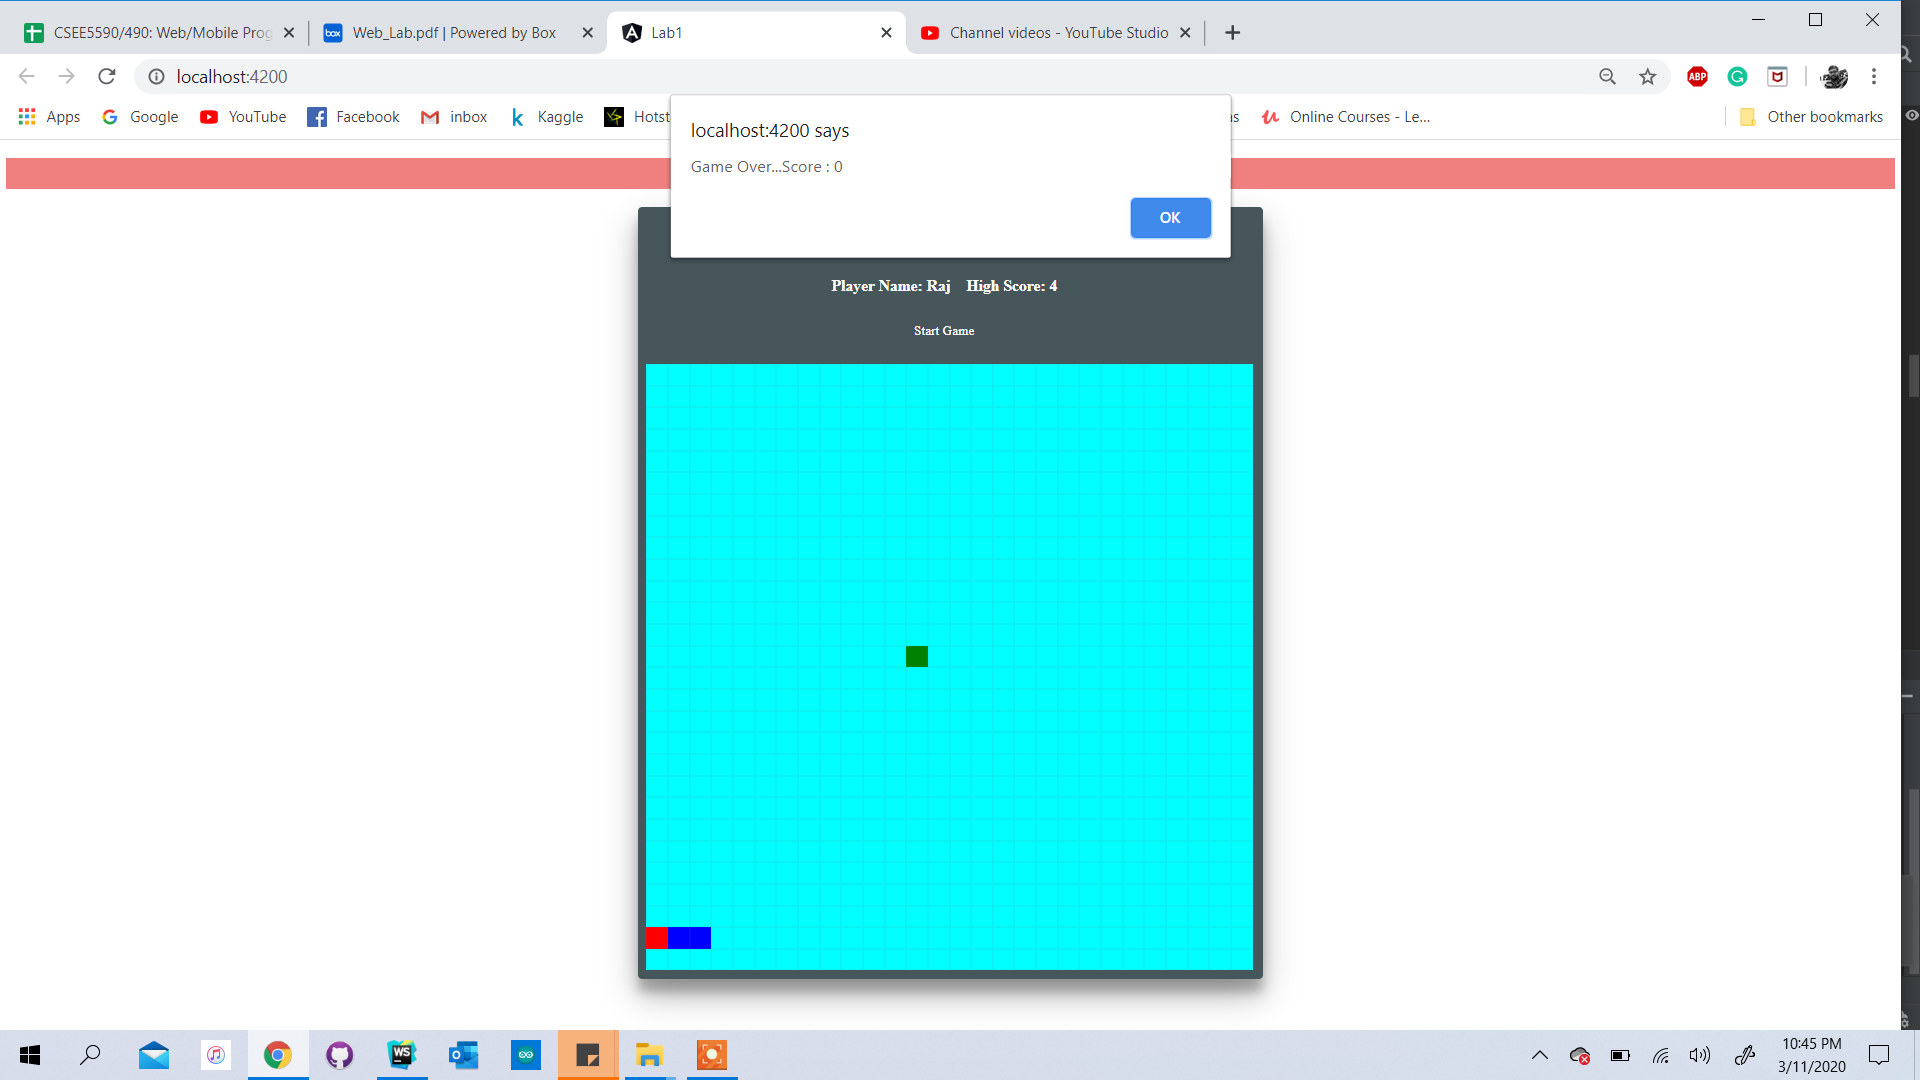 CSEE5590/490: Web/Mobile Prog
Web_Lab.pdf | Powered by Box
Lab1
Channel videos - YouTube Studio
localhost:4200
ABP
Apps
Google
YouTube
Facebook
inbox
Kaggle
Hotst
Online Courses - Le...
Other bookmarks
localhost:4200 says
Game Over...Score : 0
OK
Player Name: Raj High Score: 4
Start Game
10:45 PM
3/11/2020